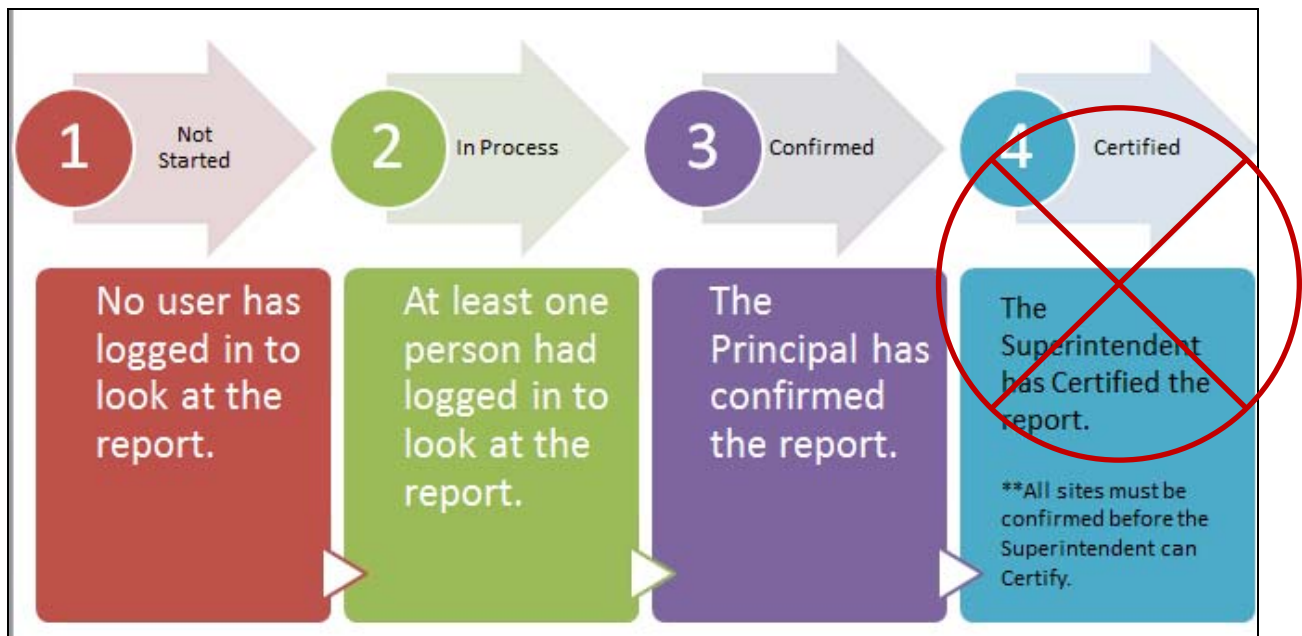 1
Not
Started
2
In Process
3
Confirmed
4
Certified
No user has
logged in to
look at the
report.
At least one
person had
logged in to
look at the
report.
The
Principal has
confirmed
the report.
The
Superintendent
has Certified the
report.
**All sites must be
confirmed before the
Superintendent can
Certify.